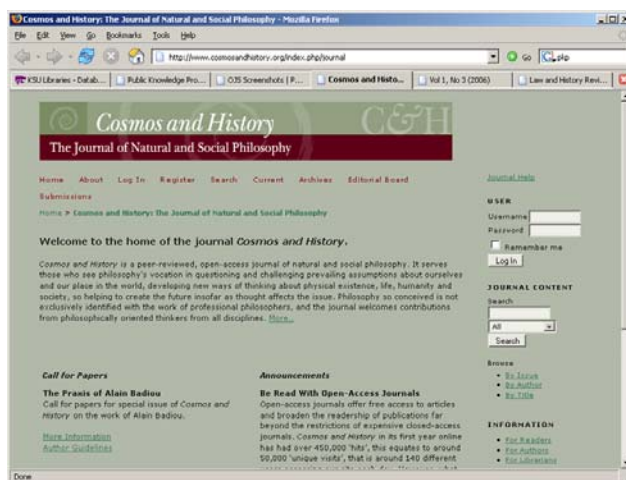 Cosmos and History: The Journal of Natural and Social Philosophy - Mozilla Firefox
File Edit View Go Bookmarks Tools Help
http://www.cosmosandhistory.org/index.php/journal
Go
pkp
KSU Libraries - Datab...
Public Knowledge Pro...
OJS Screenshots | P...
Cosmos and Histo...
Vol 1, No 3 (2006)
Law and History Revi...
Cosmos and History
C&H
The Journal of Natural and Social Philosophy
Home About Log In Register Search Current Archives Editorial Board
Submissions
Home > Cosmos and History: The Journal of Natural and Social Philosophy
Welcome to the home of the journal Cosmos and History.
Cosmos and History is a peer-reviewed, open-access journal of natural and social philosophy. It serves
those who see philosophy's vocation in questioning and challenging prevailing assumptions about ourselves
and our place in the world, developing new ways of thinking about physical existence, life, humanity and
society, so helping to create the future insofar as thought affects the issue. Philosophy so conceived is not
exclusively identified with the work of professional philosophers, and the journal welcomes contributions
from philosophically oriented thinkers from all disciplines. More...
Call for Papers
The Praxis of Alain Badiou
Call for papers for special issue of Cosmos and
History on the work of Alain Badiou.
More Information
Author Guidelines
Announcements
Be Read With Open-Access Journals
Open-access journals offer free access to articles
and broaden the readership of publications far
beyond the restrictions of expensive closed-access
journals. Cosmos and History in its first year online
has had over 450,000 'hits', this equates to around
50,000 'unique visits', that is around 140 different
Journal Help
USER
Username
Password
Remember me
Log In
JOURNAL CONTENT
Search
All
Search
Browse
By Issue
By Author
By Title
INFORMATION
For Readers
For Authors
For Librarians
Done